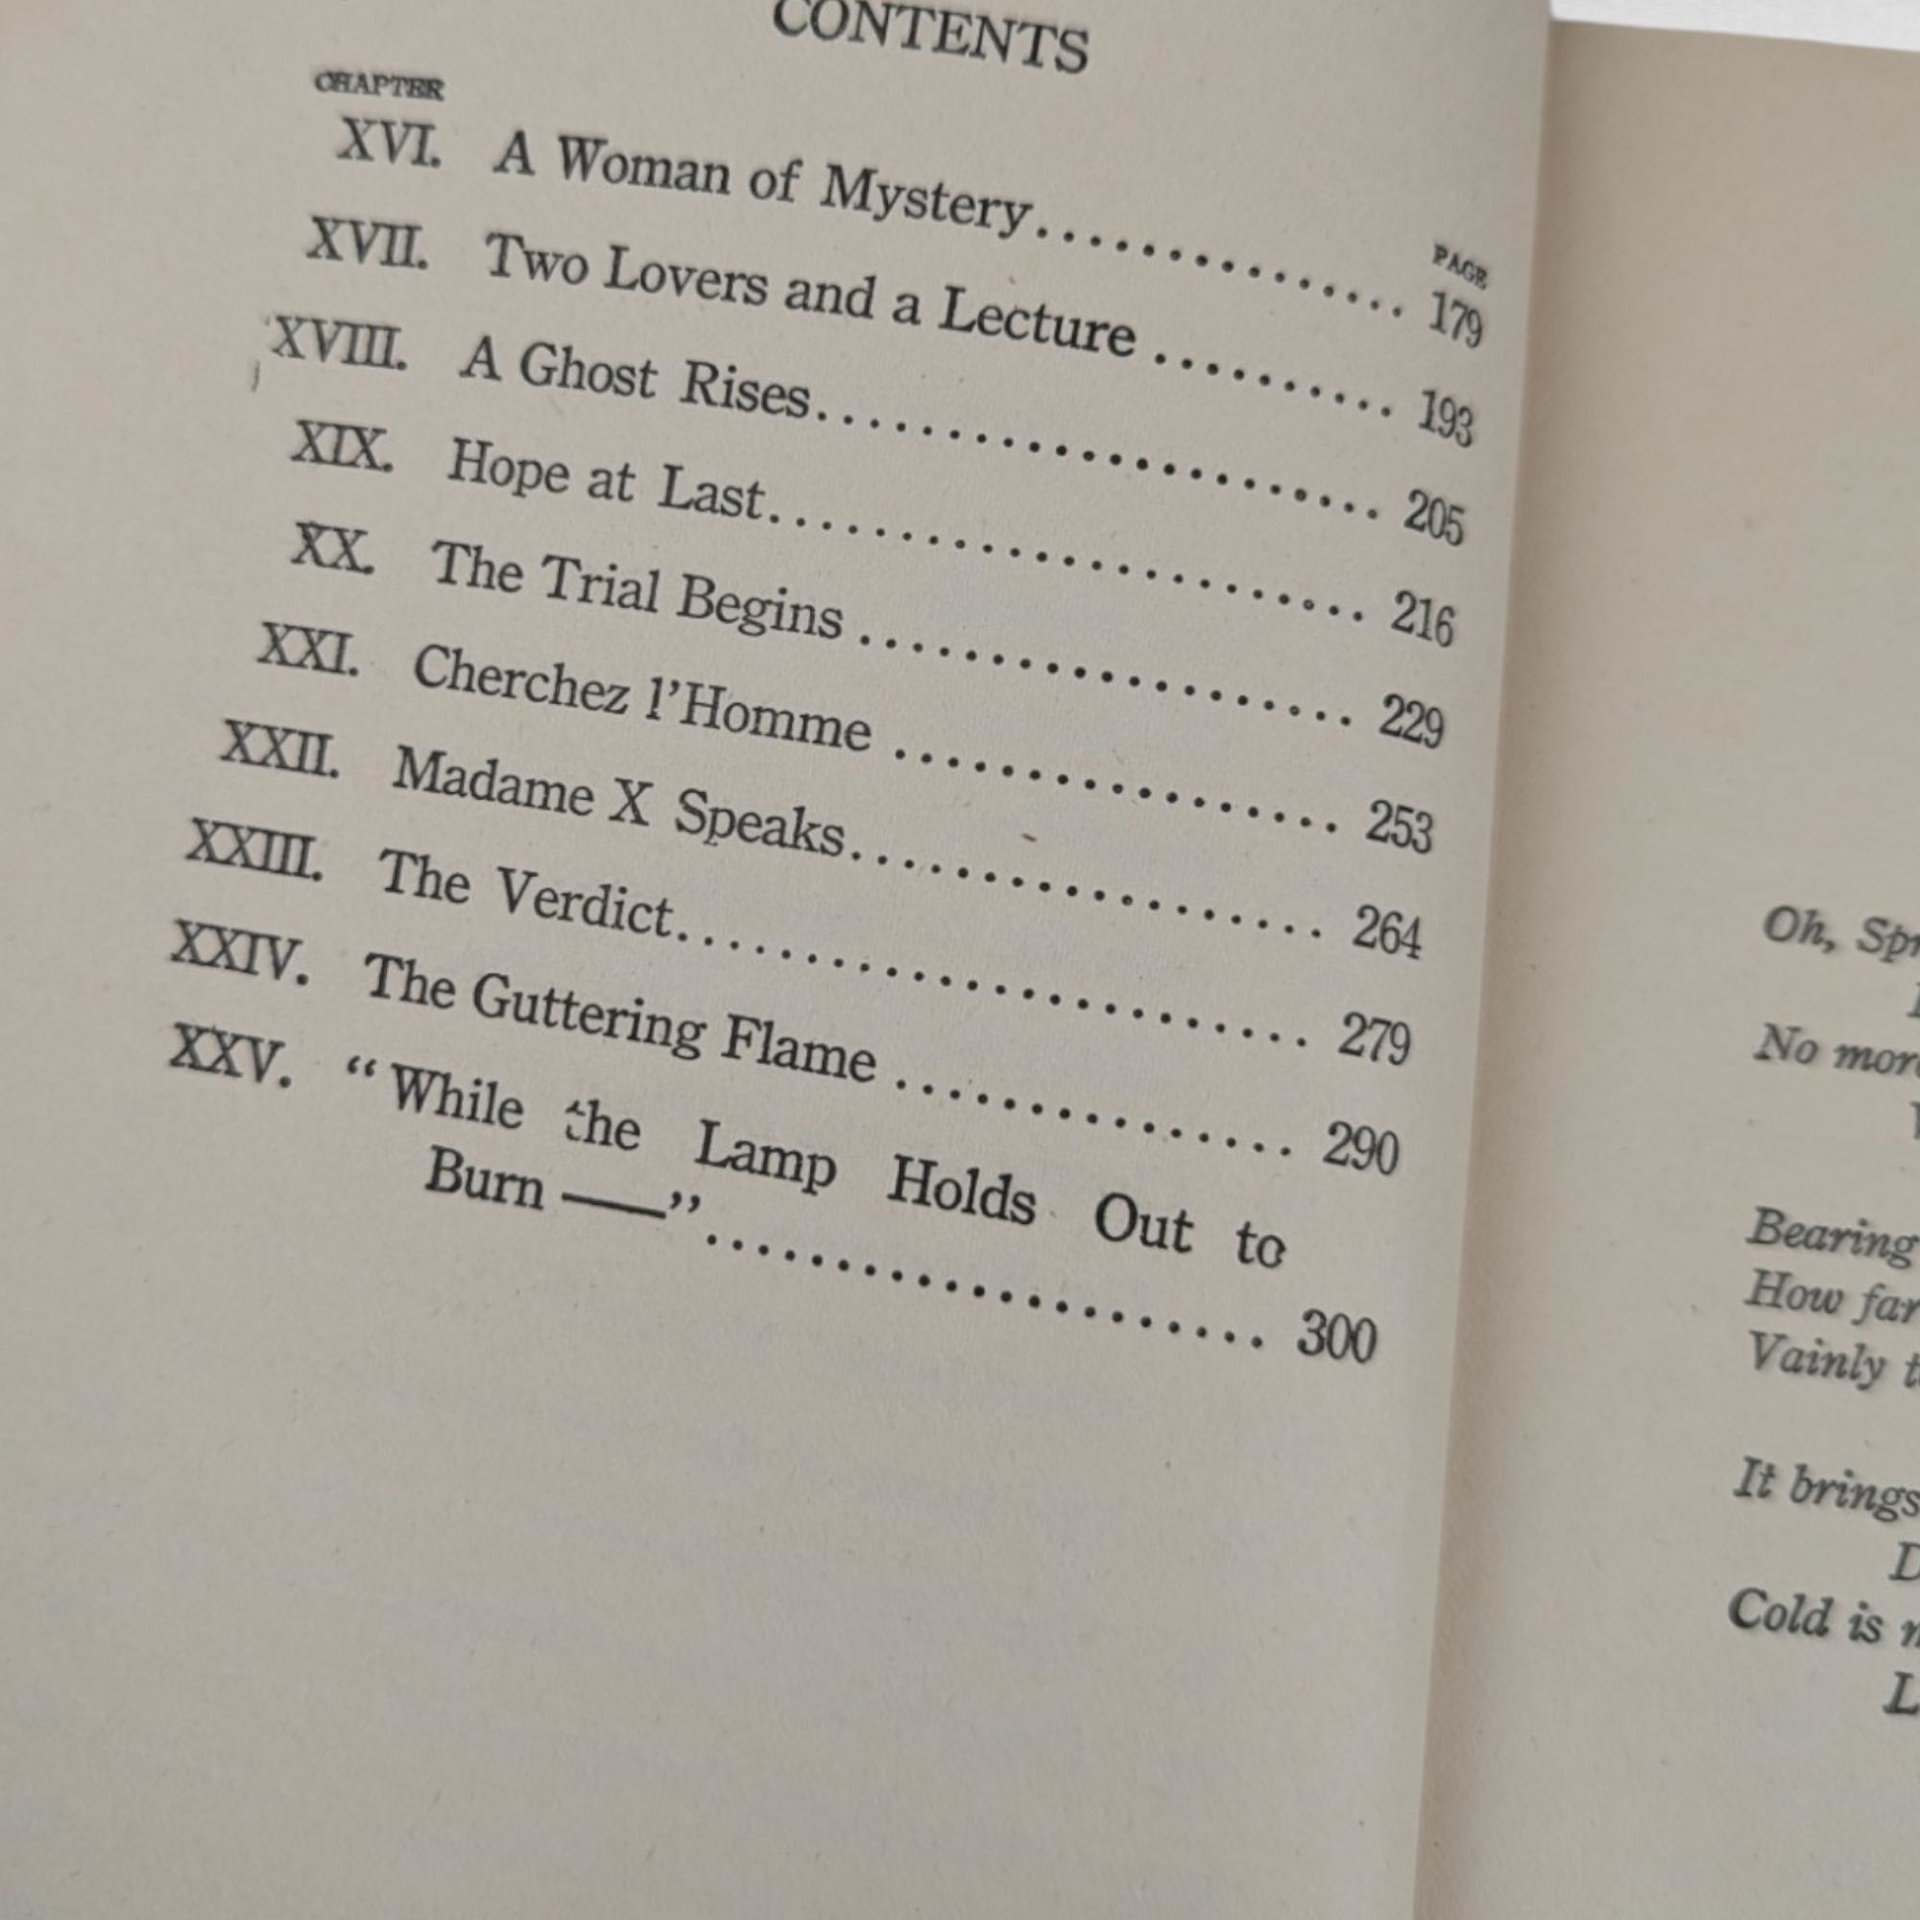 CONTENTS
CHAPTER
PAGE
XVI. A Woman of Mystery.............. 179
XVII. Two Lovers and a Lecture ......... 193
XVIII. A Ghost Rises...................... 205
XIX. Hope at Last....................... 216
XX. The Trial Begins ................... 229
XXI. Cherchez l'Homme ................. 253
XXII. Madame X Speaks.................. 264
XXIII. The Verdict........................ 279
XXIV. The Guttering Flame ............... 290
XXV. “While the Lamp Holds Out to
Burn ——”..................... 300
Oh,
No
Bearing
How
Vainly
It brings
Cold is